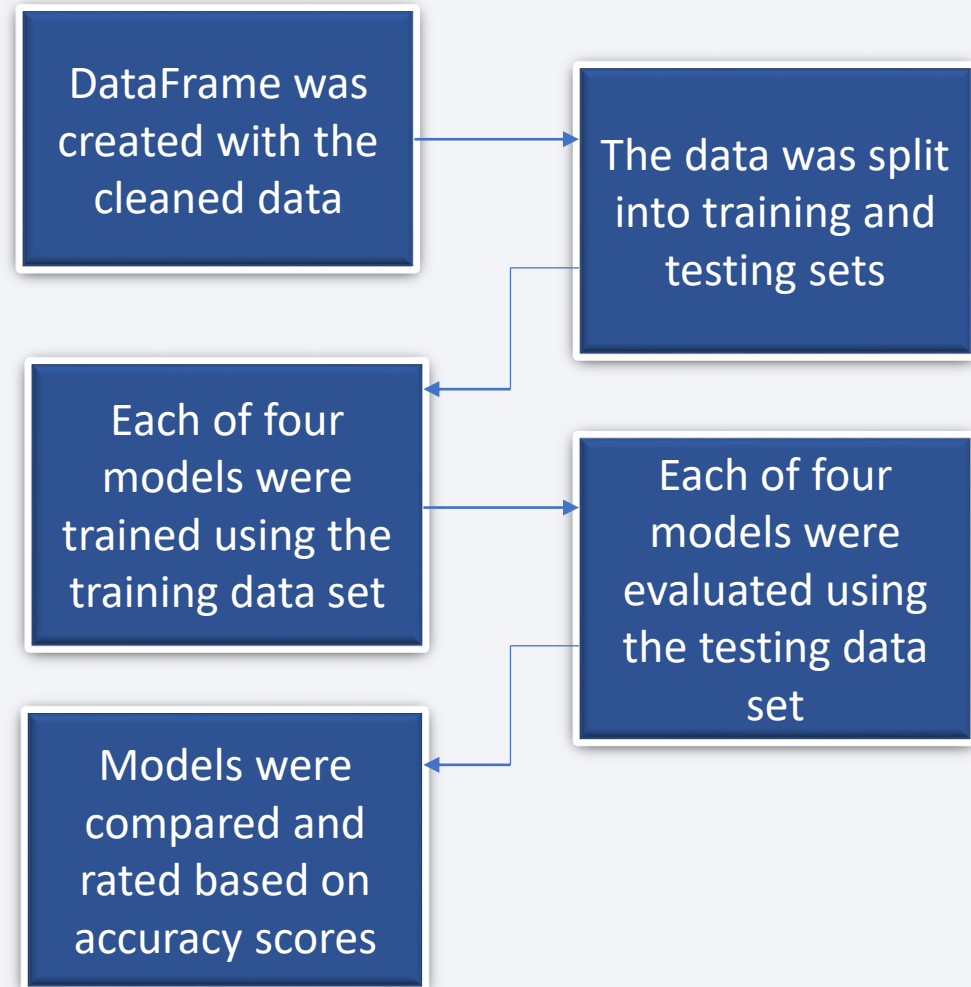 DataFrame was
created with the
cleaned data
The data was split
into training and
testing sets
Each of four
models were
trained using the
training data set
Each of four
models were
evaluated using
the testing data
set
Models were
compared and
rated based on
accuracy scores